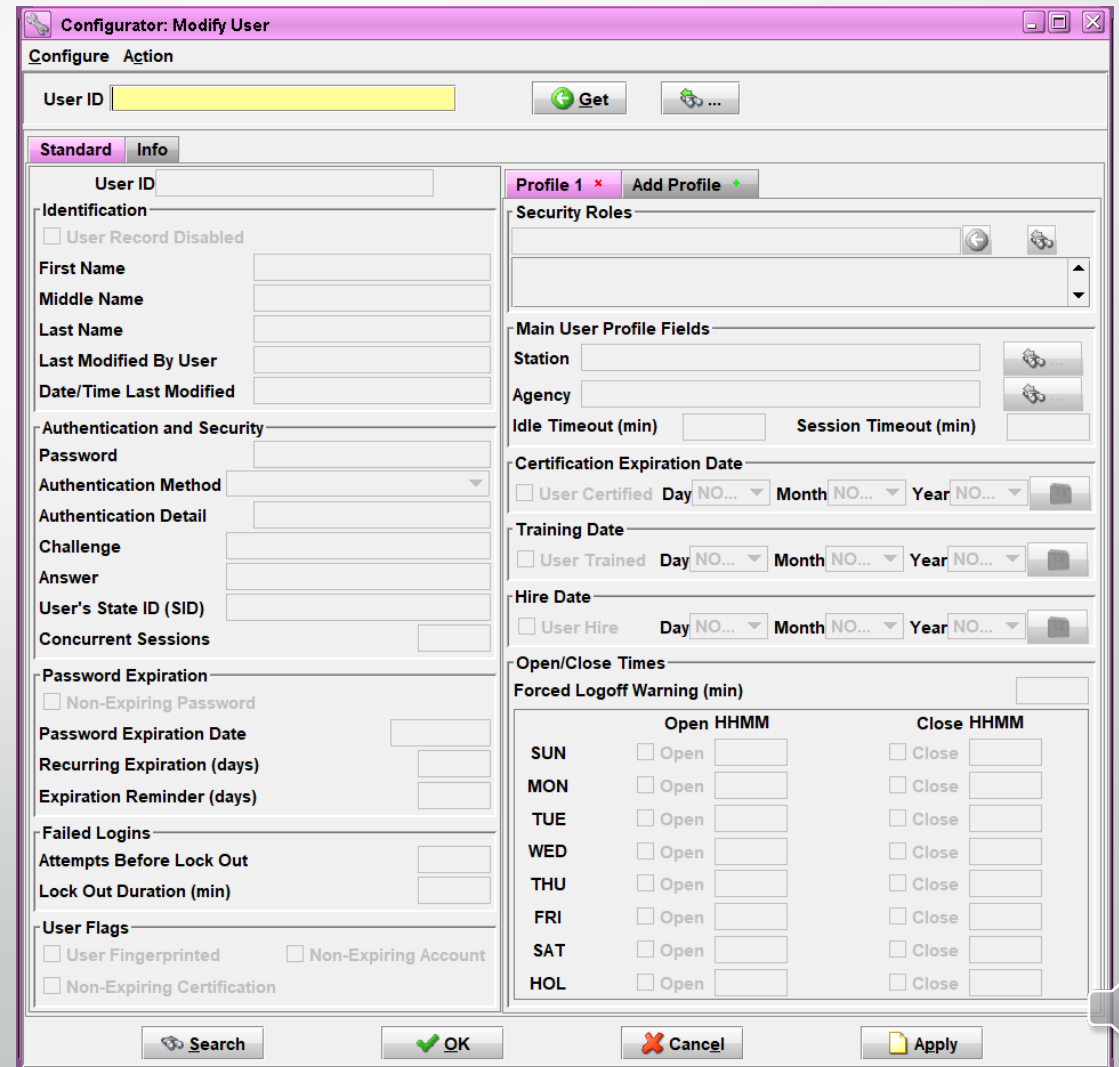 Configurator: Modify User
Configure Action
User ID Get ...
Standard Info
User ID
Identification
User Record Disabled
First Name
Middle Name
Last Name
Last Modified By User
Date/Time Last Modified
Authentication and Security
Password
Authentication Method
Authentication Detail
Challenge
Answer
User's State ID (SID)
Concurrent Sessions
Password Expiration
Non-Expiring Password
Password Expiration Date
Recurring Expiration (days)
Expiration Reminder (days)
Failed Logins
Attempts Before Lock Out
Lock Out Duration (min)
User Flags
User Fingerprinted Non-Expiring Account
Non-Expiring Certification
Profile 1 Add Profile
Security Roles
Main User Profile Fields
Station ...
Agency ...
Idle Timeout (min) Session Timeout (min)
Certification Expiration Date
User Certified Day NO... Month NO... Year NO...
Training Date
User Trained Day NO... Month NO... Year NO...
Hire Date
User Hire Day NO... Month NO... Year NO...
Open/Close Times
Forced Logoff Warning (min)
Open HHMM Close HHMM
SUN Open Close
MON Open Close
TUE Open Close
WED Open Close
THU Open Close
FRI Open Close
SAT Open Close
HOL Open Close
Search OK Cancel Apply